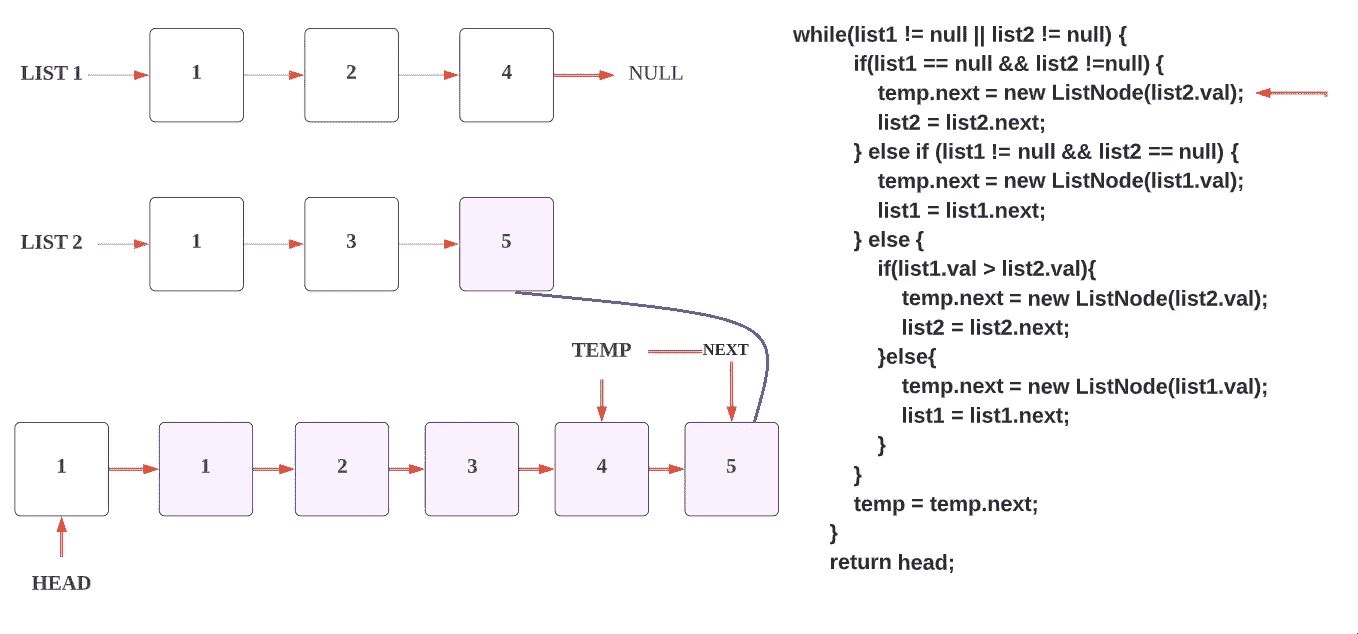 LIST 1 1 2 4 NULL
LIST 2 1 3 5
TEMP NEXT
1 1 2 3 4 5
HEAD
while(list1 != null || list2 != null) {
if(list1 == null && list2 !=null) {
temp.next = new ListNode(list2.val);
list2 = list2.next;
} else if (list1 != null && list2 == null) {
temp.next = new ListNode(list1.val);
list1 = list1.next;
} else {
if(list1.val > list2.val){
temp.next = new ListNode(list2.val);
list2 = list2.next;
}else{
temp.next = new ListNode(list1.val);
list1 = list1.next;
}
}
temp = temp.next;
}
return head;